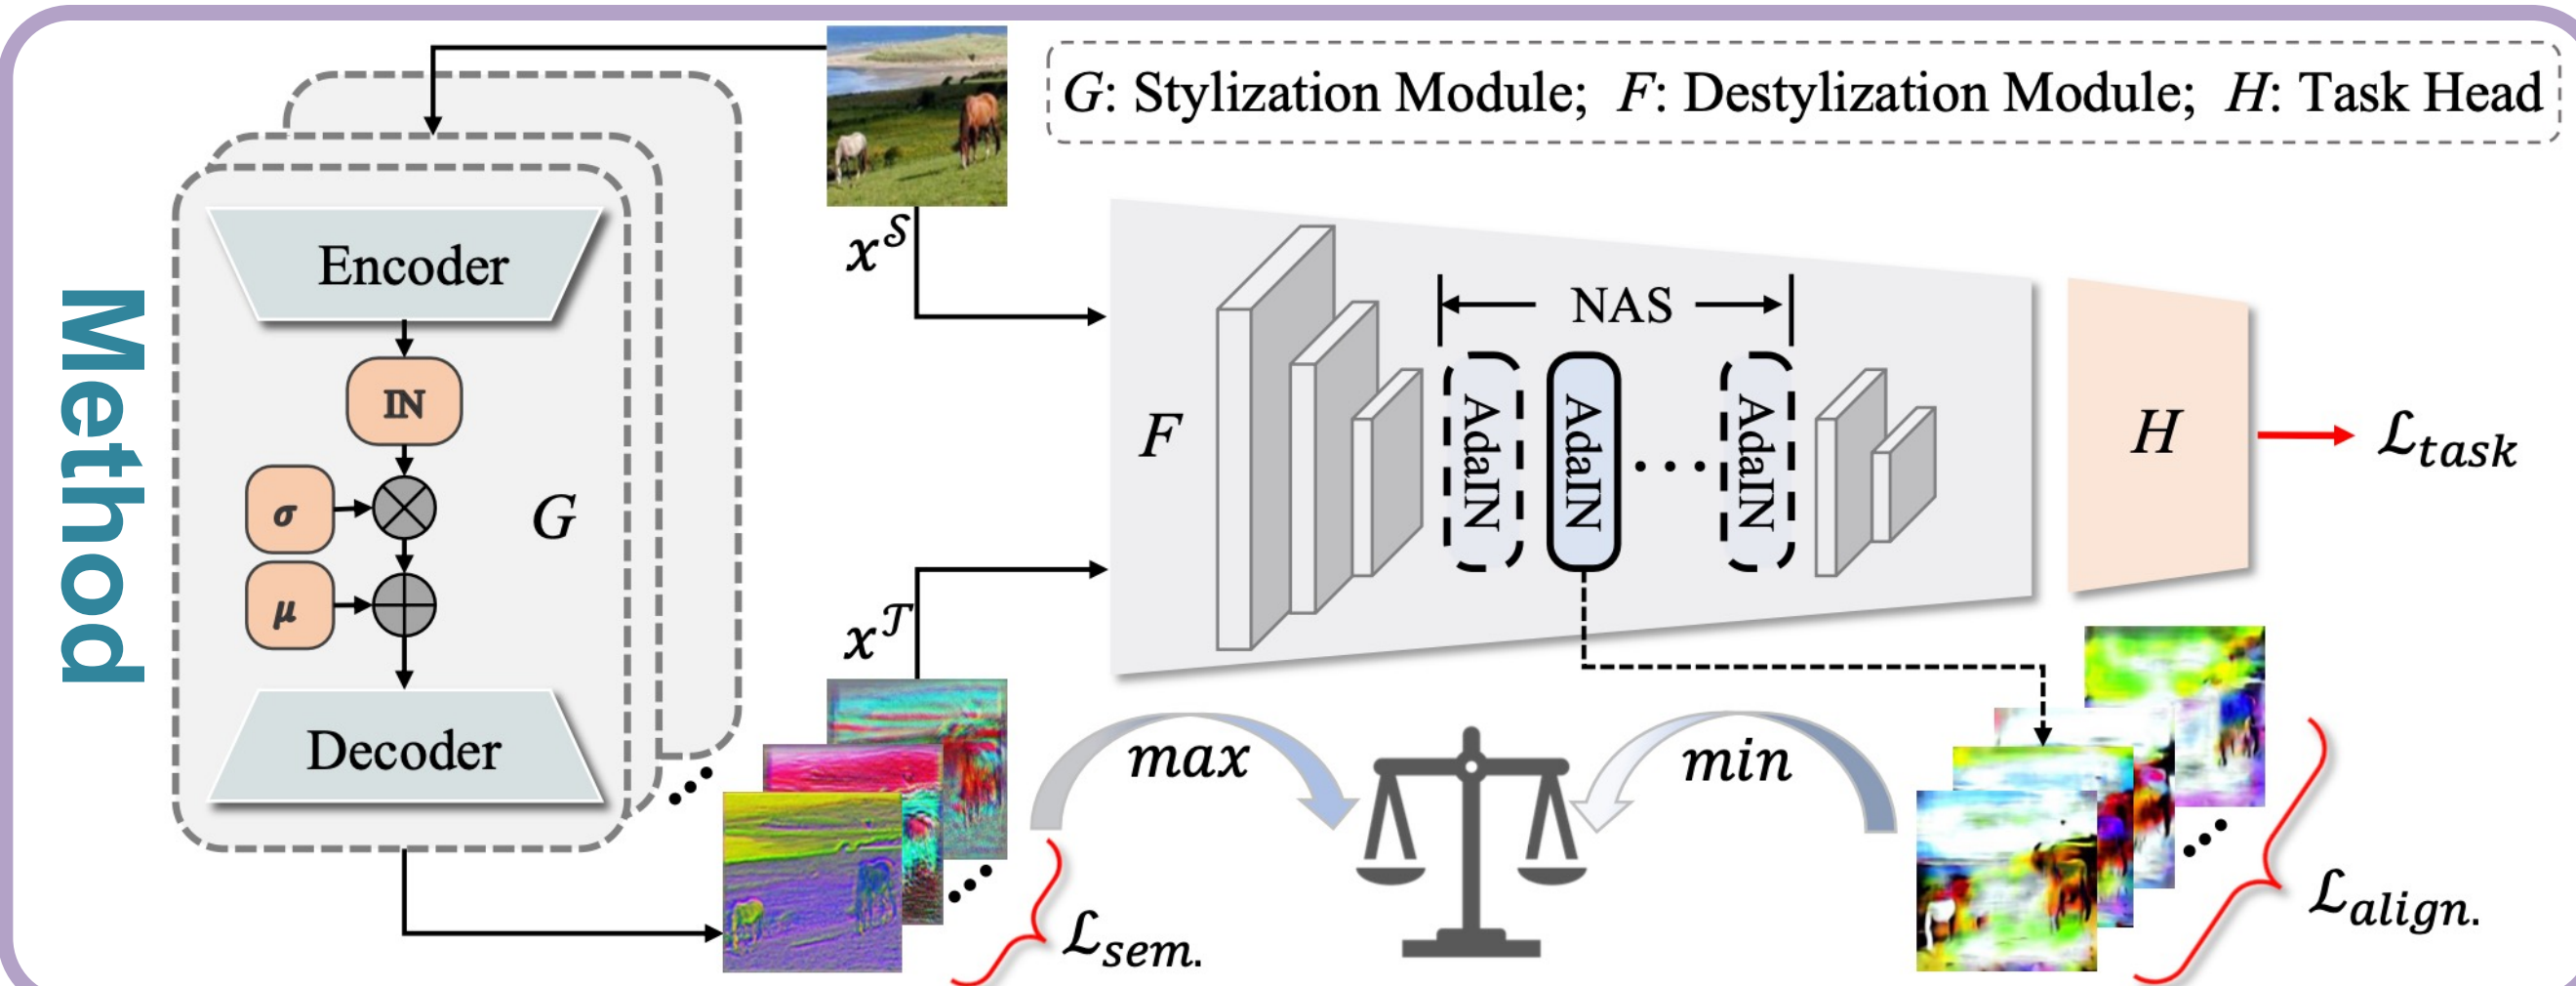 Method
G: Stylization Module; F: Destylization Module; H: Task Head
Encoder
IN
σ
μ
G
Decoder
x^S
x^T
F
NAS
AdaIN
AdaIN
...
AdaIN
H
ℒ_task
max
min
ℒ_sem.
ℒ_align.